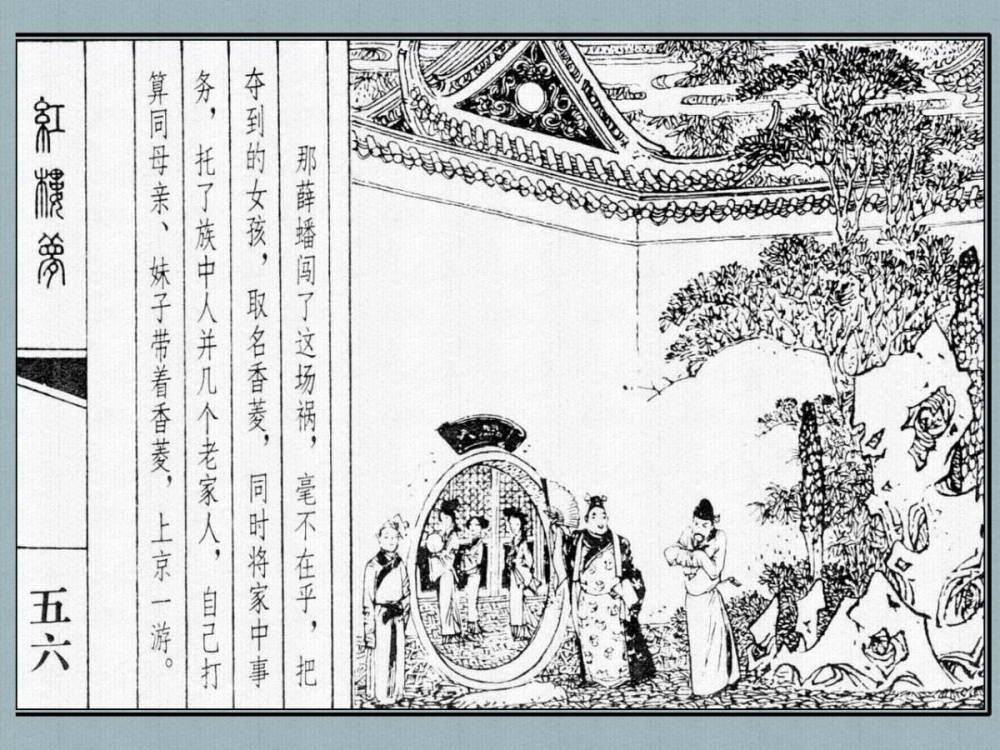 那薛蟠闯了这场祸，毫不在乎，把
夺到的女孩，取名香菱，同时将家中事
务，托了族中人并几个老家人，自己打
算同母亲、妹子带着香菱，上京一游。
紅樓夢
五六